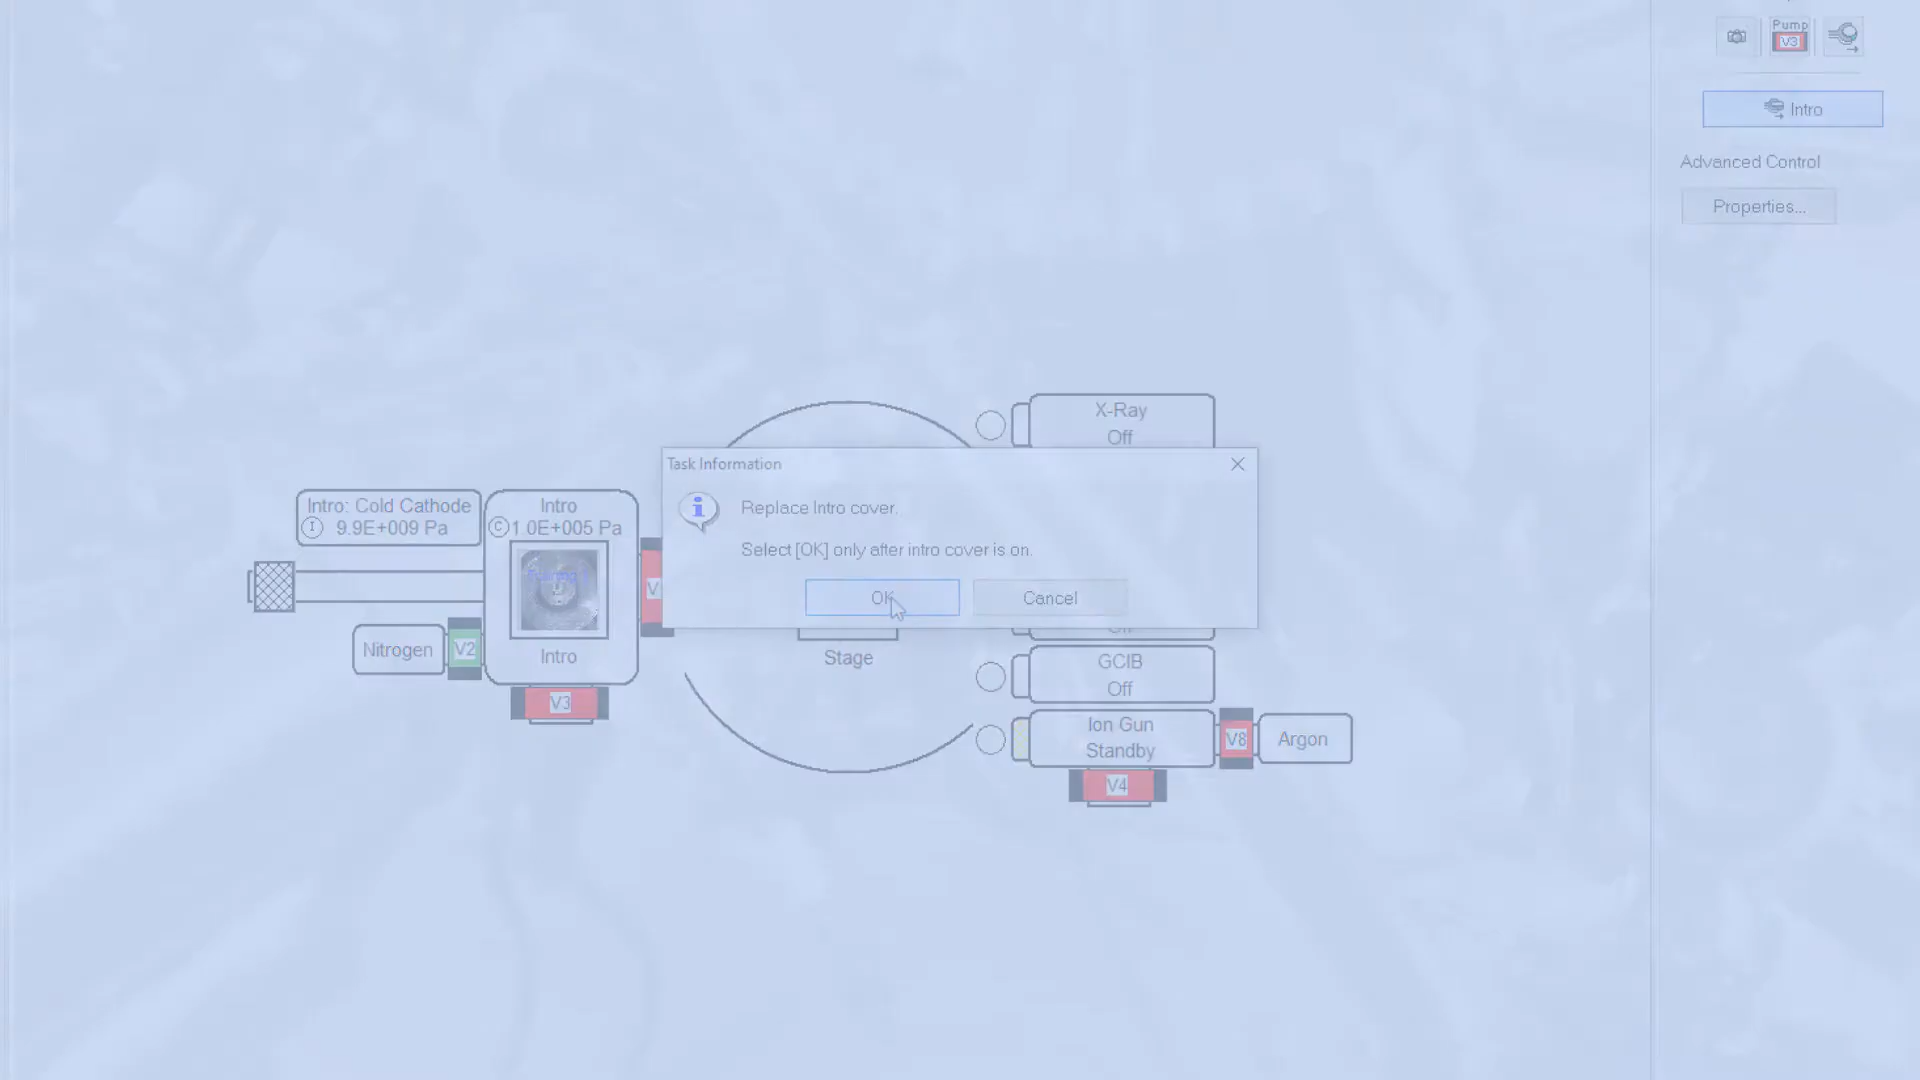 Pump
V3
Intro
Advanced Control
Properties...
X-Ray
Off
Task Information
Replace Intro cover.
Select [OK] only after intro cover is on.
OK
Cancel
Intro: Cold Cathode
I 9.9E+009 Pa
Intro
C 1.0E+005 Pa
Intro
Nitrogen
V2
V3
Stage
GCIB
Off
Ion Gun
Standby
V8
Argon
V4